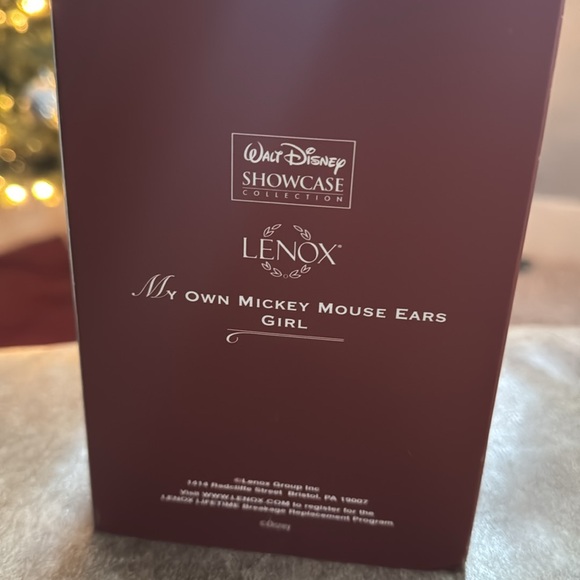 WALT DISNEY
SHOWCASE
COLLECTION
LENOX®
MY OWN MICKEY MOUSE EARS
GIRL
©Lenox Group Inc
1414 Radcliffe Street Bristol, PA 19007
Visit WWW.LENOX.COM to register for the
LENOX LIFETIME Breakage Replacement Program
©Disney